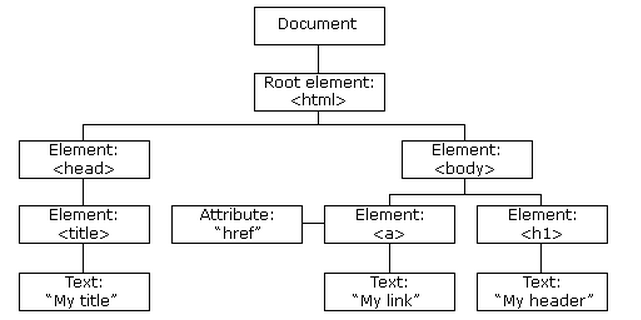 Document
Root element:
<html>
Element:
<head>
Element:
<body>
Element:
<title>
Attribute:
“href”
Element:
<a>
Element:
<h1>
Text:
“My title”
Text:
“My link”
Text:
“My header”